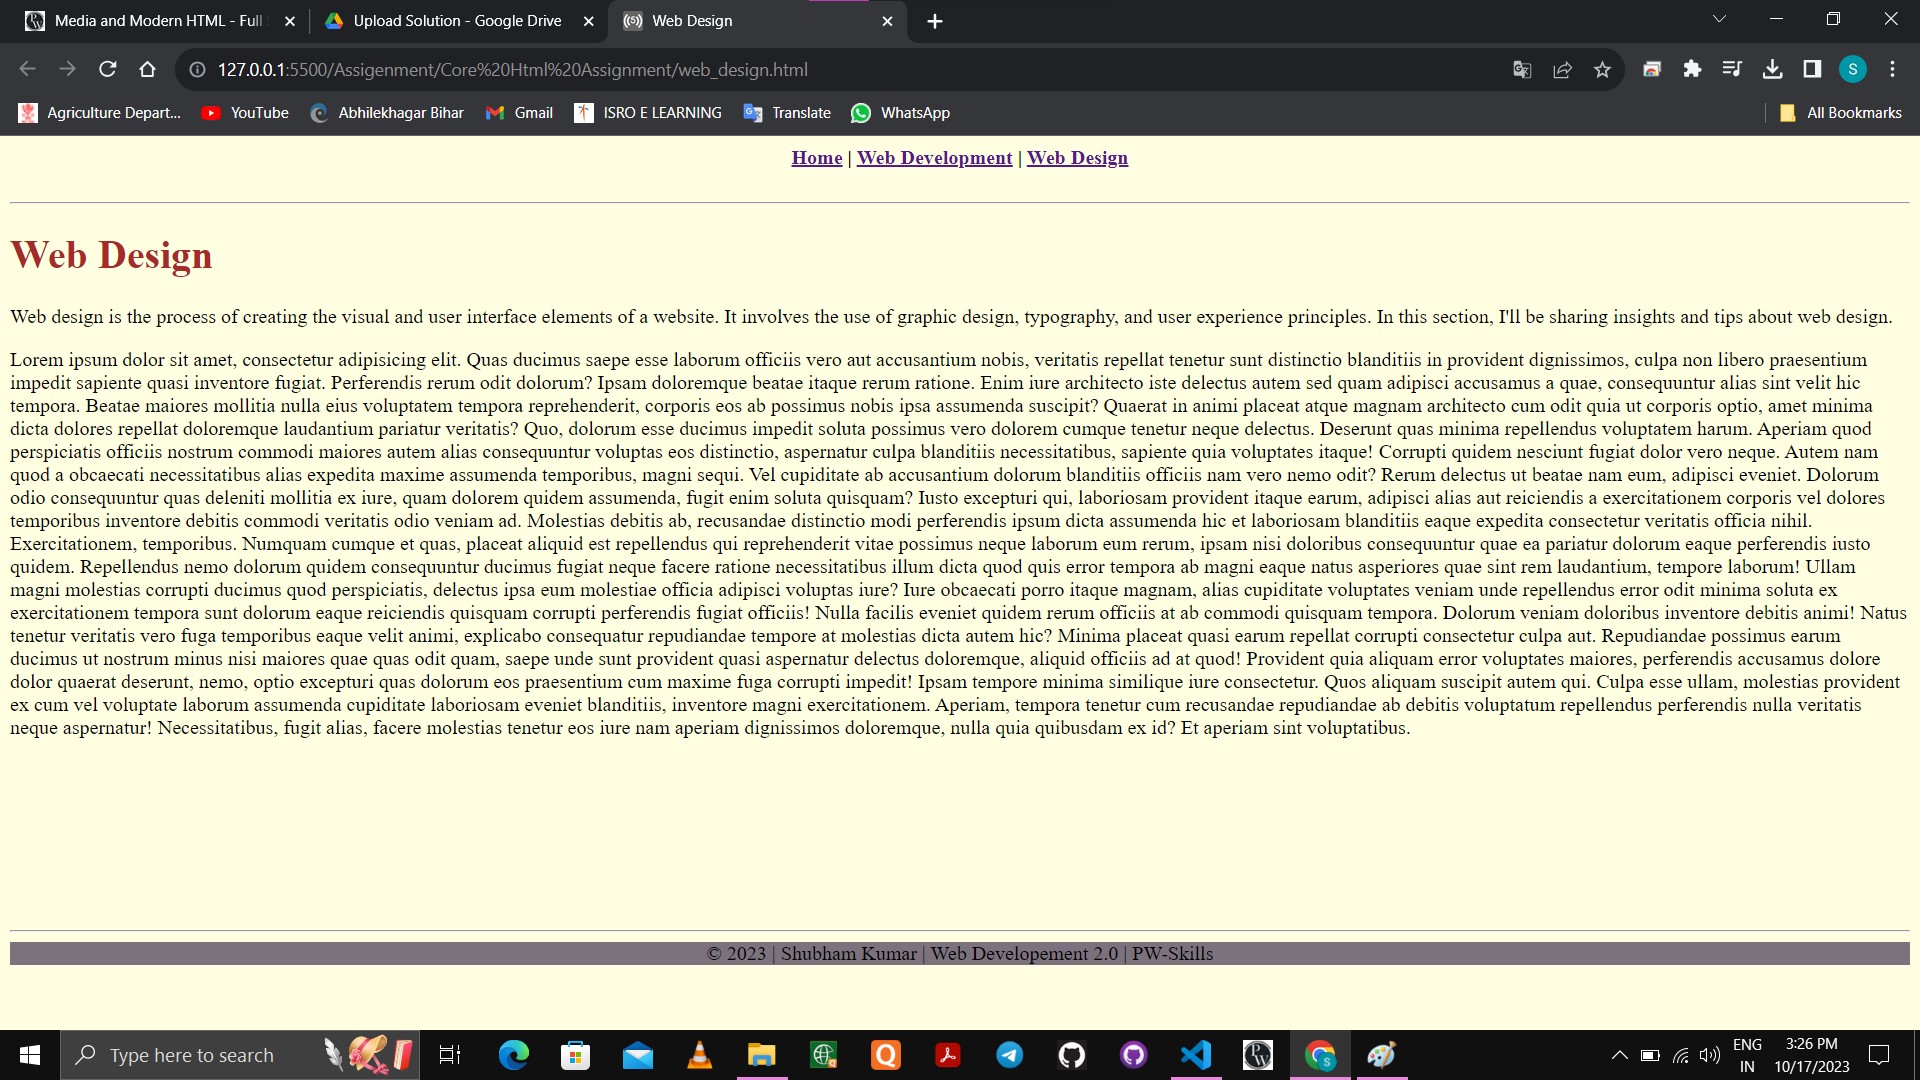 Media and Modern HTML - Full
Upload Solution - Google Drive
Web Design
127.0.0.1:5500/Assigenment/Core%20Html%20Assignment/web_design.html
S
Agriculture Depart...
YouTube
Abhilekhagar Bihar
Gmail
ISRO E LEARNING
Translate
WhatsApp
All Bookmarks
Home | Web Development | Web Design
Web Design
Web design is the process of creating the visual and user interface elements of a website. It involves the use of graphic design, typography, and user experience principles. In this section, I'll be sharing insights and tips about web design.
Lorem ipsum dolor sit amet, consectetur adipisicing elit. Quas ducimus saepe esse laborum officiis vero aut accusantium nobis, veritatis repellat tenetur sunt distinctio blanditiis in provident dignissimos, culpa non libero praesentium
impedit sapiente quasi inventore fugiat. Perferendis rerum odit dolorum? Ipsam doloremque beatae itaque rerum ratione. Enim iure architecto iste delectus autem sed quam adipisci accusamus a quae, consequuntur alias sint velit hic
tempora. Beatae maiores mollitia nulla eius voluptatem tempora reprehenderit, corporis eos ab possimus nobis ipsa assumenda suscipit? Quaerat in animi placeat atque magnam architecto cum odit quia ut corporis optio, amet minima
dicta dolores repellat doloremque laudantium pariatur veritatis? Quo, dolorum esse ducimus impedit soluta possimus vero dolorem cumque tenetur neque delectus. Deserunt quas minima repellendus voluptatem harum. Aperiam quod
perspiciatis officiis nostrum commodi maiores autem alias consequuntur voluptas eos distinctio, aspernatur culpa blanditiis necessitatibus, sapiente quia voluptates itaque! Corrupti quidem nesciunt fugiat dolor vero neque. Autem nam
quod a obcaecati necessitatibus alias expedita maxime assumenda temporibus, magni sequi. Vel cupiditate ab accusantium dolorum blanditiis officiis nam vero nemo odit? Rerum delectus ut beatae nam eum, adipisci eveniet. Dolorum
odio consequuntur quas deleniti mollitia ex iure, quam dolorem quidem assumenda, fugit enim soluta quisquam? Iusto excepturi qui, laboriosam provident itaque earum, adipisci alias aut reiciendis a exercitationem corporis vel dolores
temporibus inventore debitis commodi veritatis odio veniam ad. Molestias debitis ab, recusandae distinctio modi perferendis ipsum dicta assumenda hic et laboriosam blanditiis eaque expedita consectetur veritatis officia nihil.
Exercitationem, temporibus. Numquam cumque et quas, placeat aliquid est repellendus qui reprehenderit vitae possimus neque laborum eum rerum, ipsam nisi doloribus consequuntur quae ea pariatur dolorum eaque perferendis iusto
quidem. Repellendus nemo dolorum quidem consequuntur ducimus fugiat neque facere ratione necessitatibus illum dicta quod quis error tempora ab magni eaque natus asperiores quae sint rem laudantium, tempore laborum! Ullam
magni molestias corrupti ducimus quod perspiciatis, delectus ipsa eum molestiae officia adipisci voluptas iure? Iure obcaecati porro itaque magnam, alias cupiditate voluptates veniam unde repellendus error odit minima soluta ex
exercitationem tempora sunt dolorum eaque reiciendis quisquam corrupti perferendis fugiat officiis! Nulla facilis eveniet quidem rerum officiis at ab commodi quisquam tempora. Dolorum veniam doloribus inventore debitis animi! Natus
tenetur veritatis vero fuga temporibus eaque velit animi, explicabo consequatur repudiandae tempore at molestias dicta autem hic? Minima placeat quasi earum repellat corrupti consectetur culpa aut. Repudiandae possimus earum
ducimus ut nostrum minus nisi maiores quae quas odit quam, saepe unde sunt provident quasi aspernatur delectus doloremque, aliquid officiis ad at quod! Provident quia aliquam error voluptates maiores, perferendis accusamus dolore
dolor quaerat deserunt, nemo, optio excepturi quas dolorum eos praesentium cum maxime fuga corrupti impedit! Ipsam tempore minima similique iure consectetur. Quos aliquam suscipit autem qui. Culpa esse ullam, molestias provident
ex cum vel voluptate laborum assumenda cupiditate laboriosam eveniet blanditiis, inventore magni exercitationem. Aperiam, tempora tenetur cum recusandae repudiandae ab debitis voluptatum repellendus perferendis nulla veritatis
neque aspernatur! Necessitatibus, fugit alias, facere molestias tenetur eos iure nam aperiam dignissimos doloremque, nulla quia quibusdam ex id? Et aperiam sint voluptatibus.
© 2023 | Shubham Kumar | Web Developement 2.0 | PW-Skills
Type here to search
ENG
IN
3:26 PM
10/17/2023